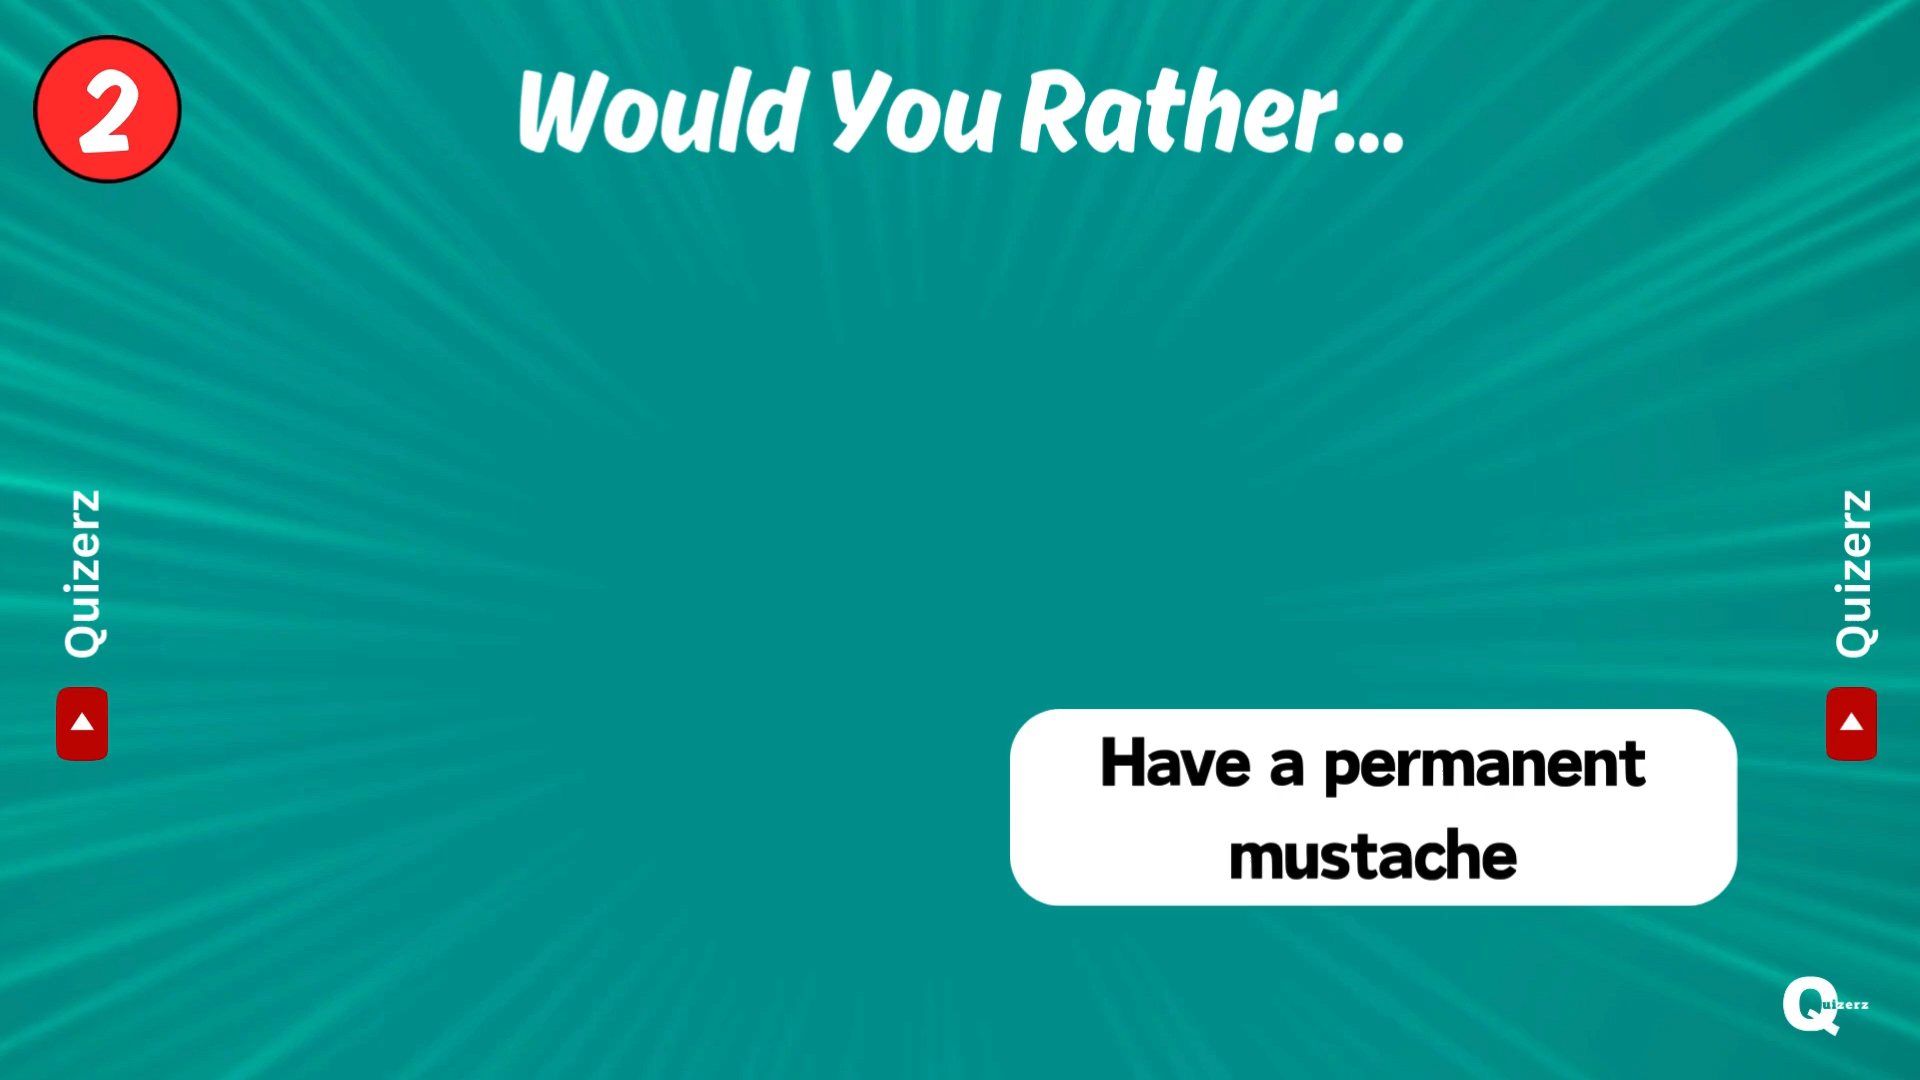 2
Would You Rather...
Quizerz
Quizerz
Have a permanent
mustache
Quizerz